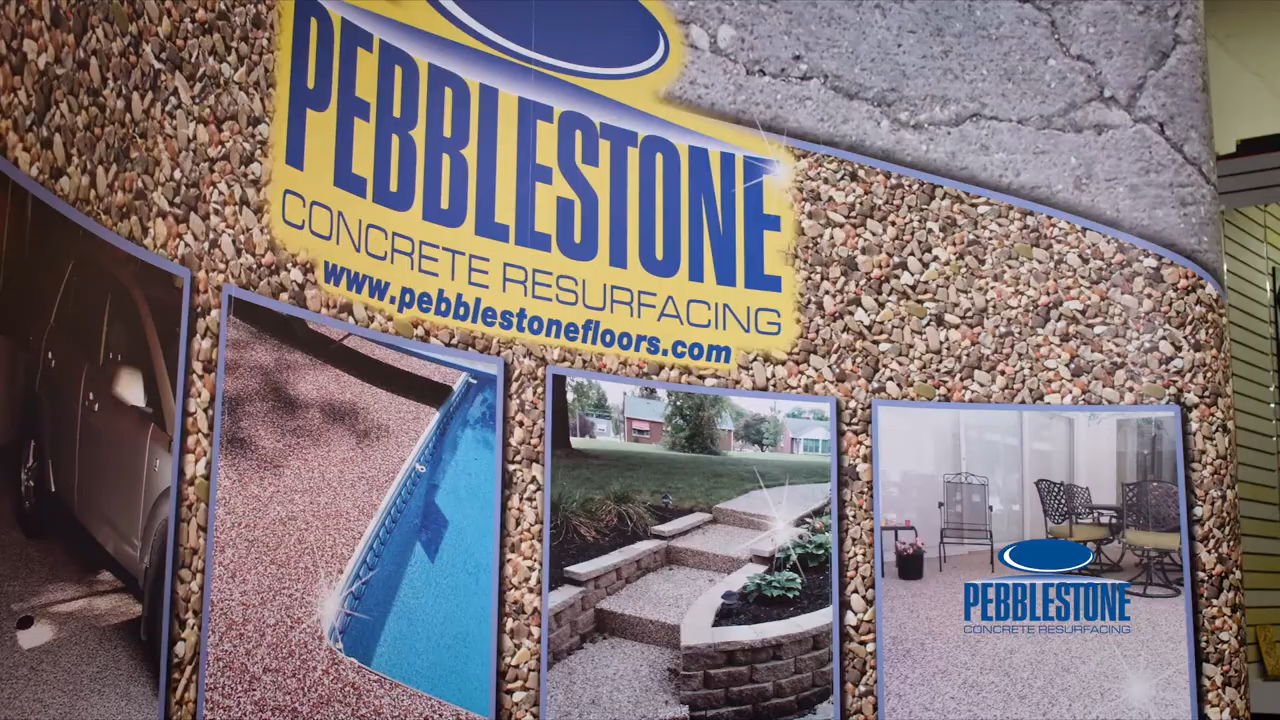 PEBBLESTONE
CONCRETE RESURFACING
www.pebblestonefloors.com
PEBBLESTONE
CONCRETE RESURFACING